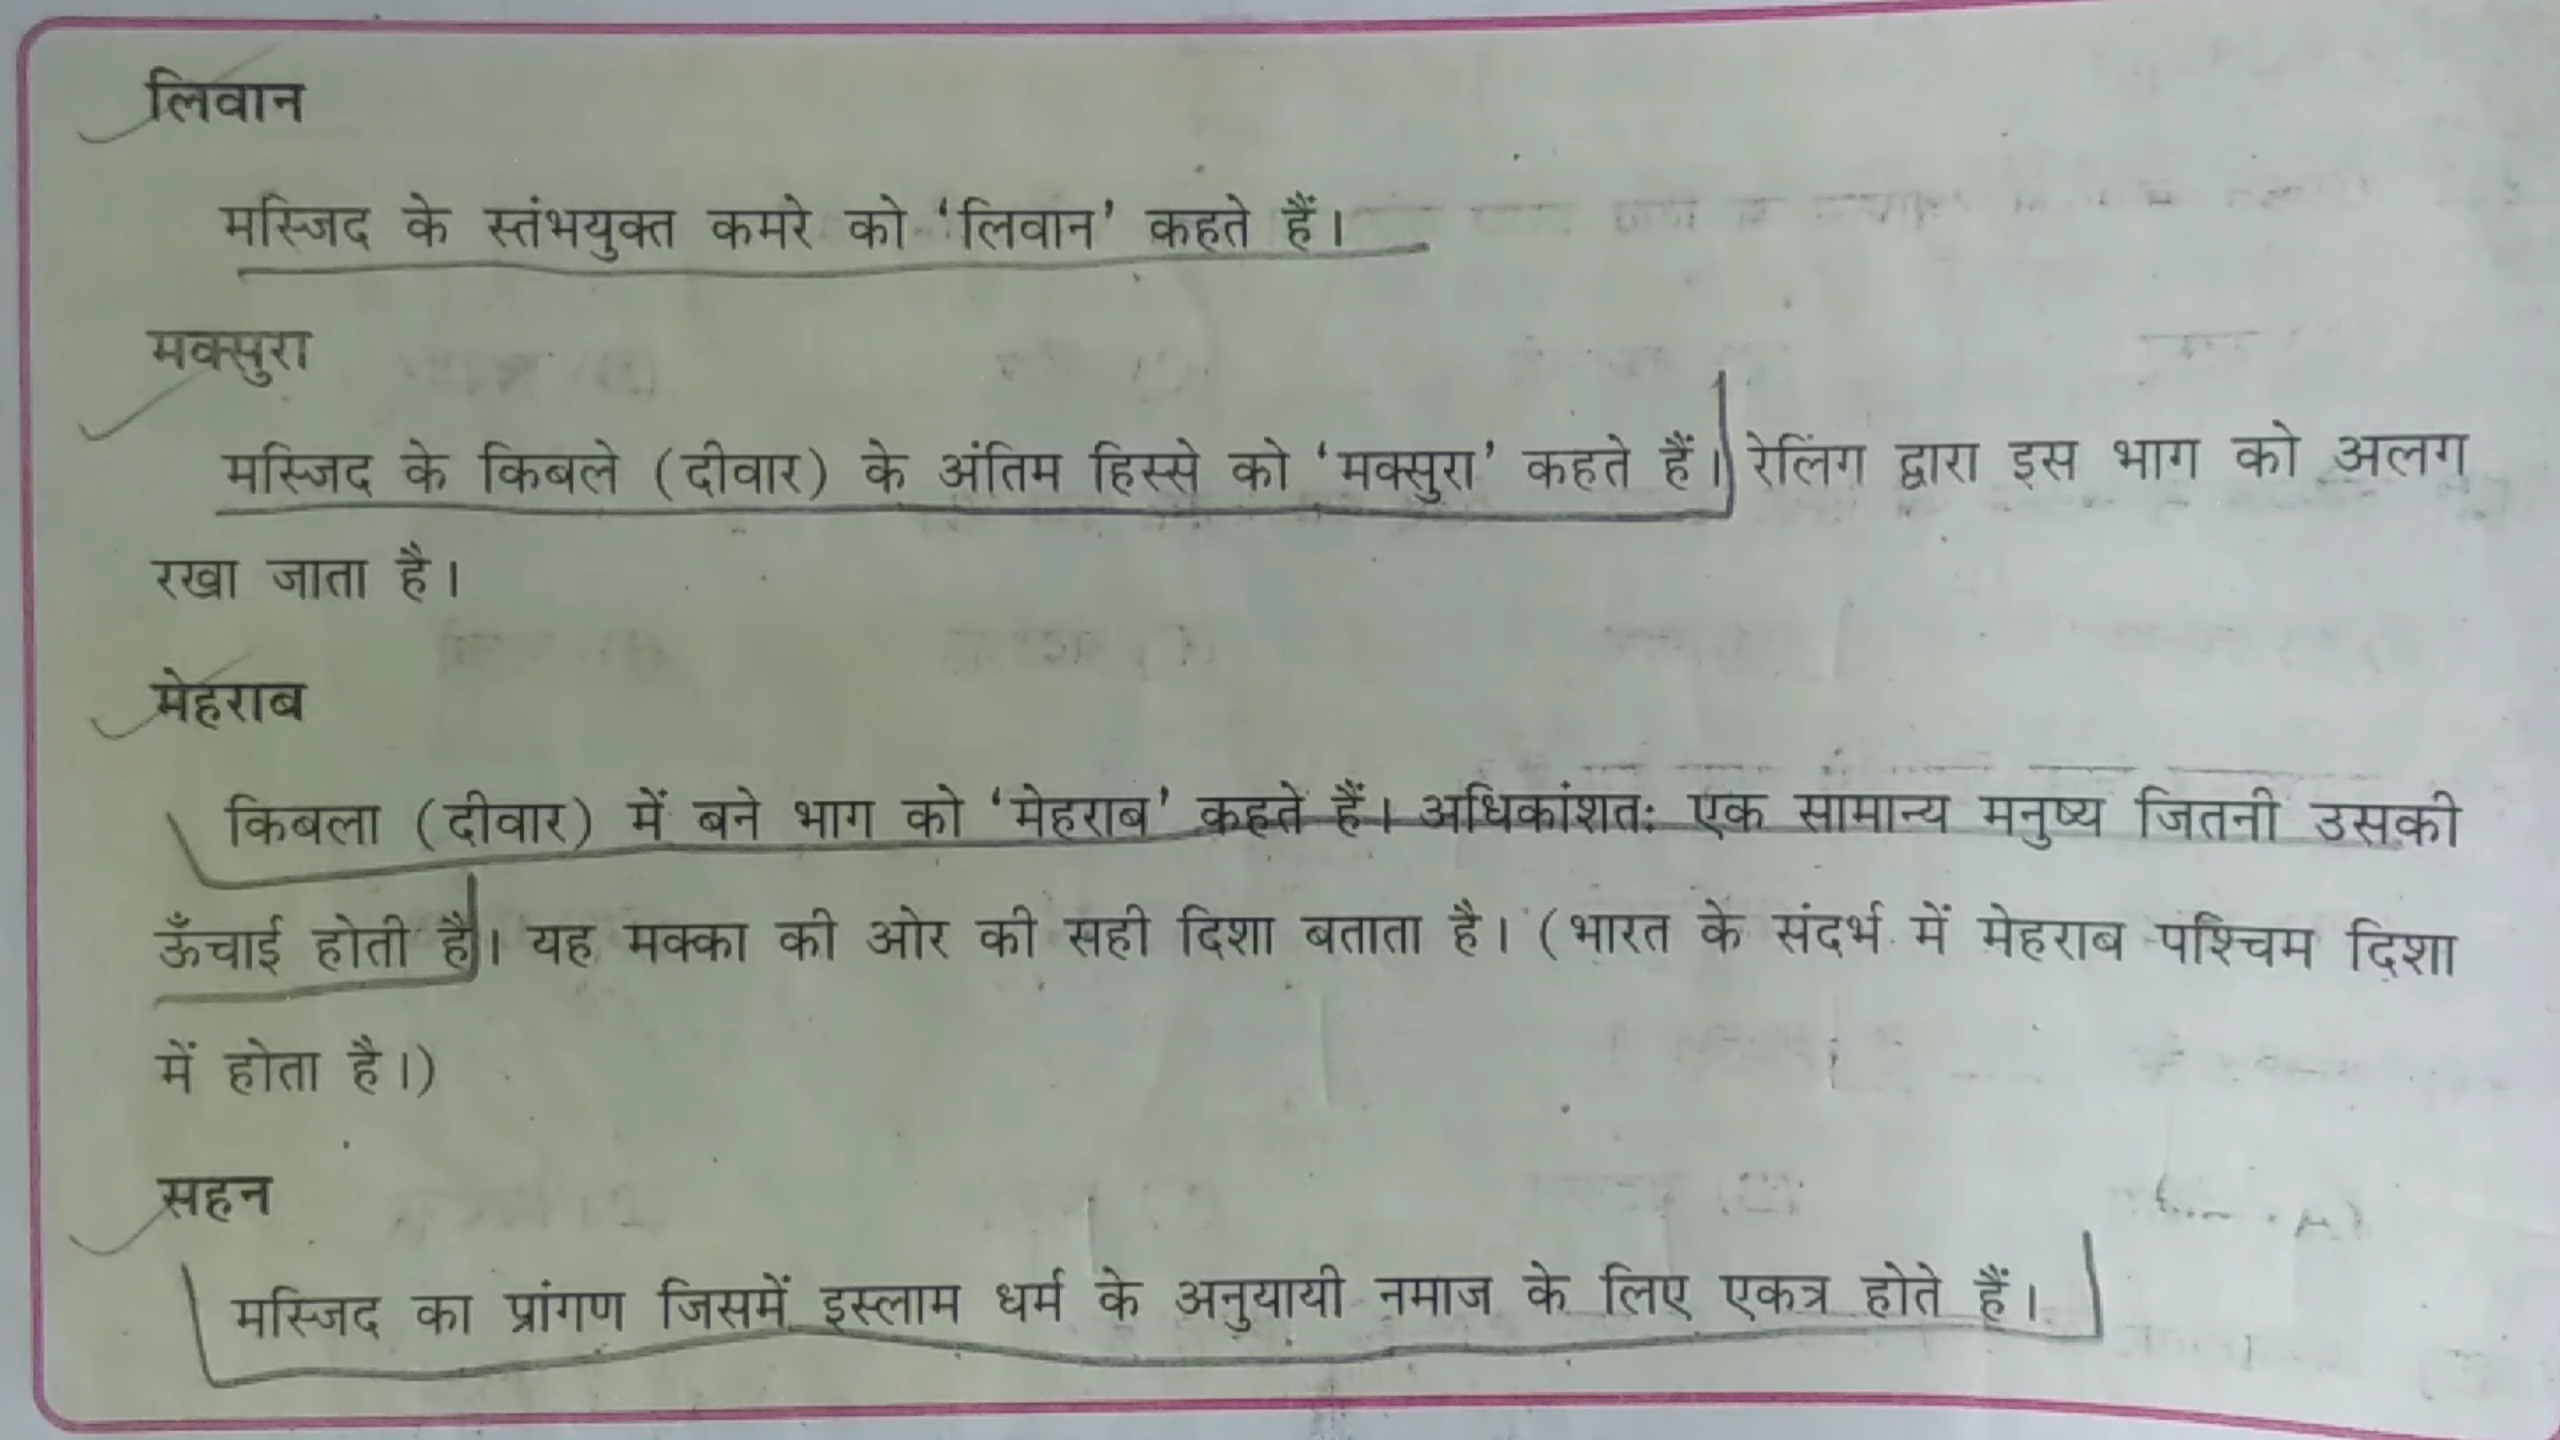 लिवान
मस्जिद के स्तंभयुक्त कमरे को ‘लिवान’ कहते हैं।
मक्सुरा
मस्जिद के किबले (दीवार) के अंतिम हिस्से को ‘मक्सुरा’ कहते हैं। रेलिंग द्वारा इस भाग को अलग
रखा जाता है।
मेहराब
किबला (दीवार) में बने भाग को ‘मेहराब’ कहते हैं। अधिकांशतः एक सामान्य मनुष्य जितनी उसकी
ऊँचाई होती है। यह मक्का की ओर की सही दिशा बताता है। (भारत के संदर्भ में मेहराब पश्चिम दिशा
में होता है।)
सहन
मस्जिद का प्रांगण जिसमें इस्लाम धर्म के अनुयायी नमाज के लिए एकत्र होते हैं।